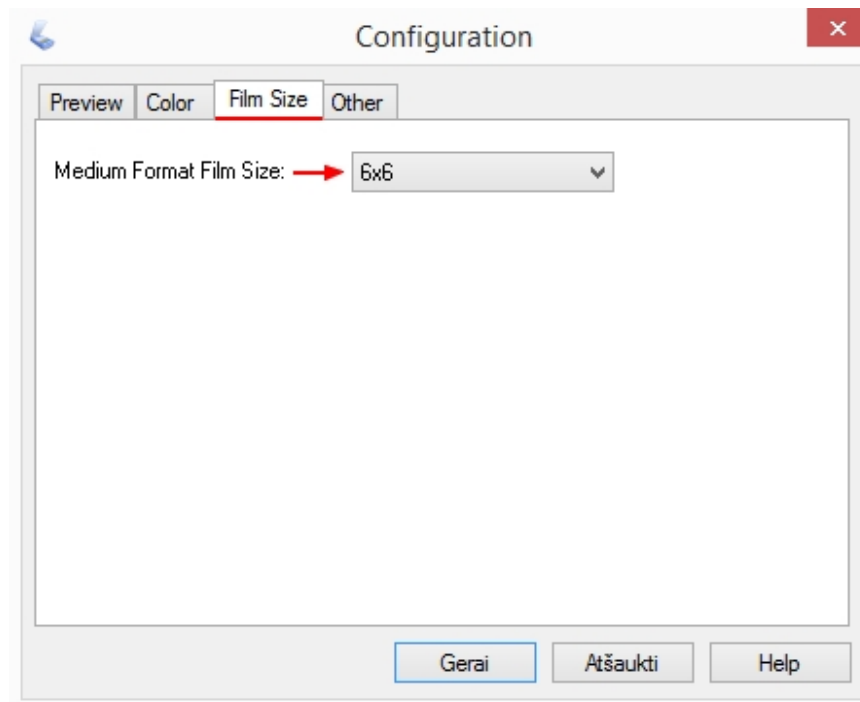 Configuration
Preview Color Film Size Other
Medium Format Film Size: 6x6
Gerai Atšaukti Help